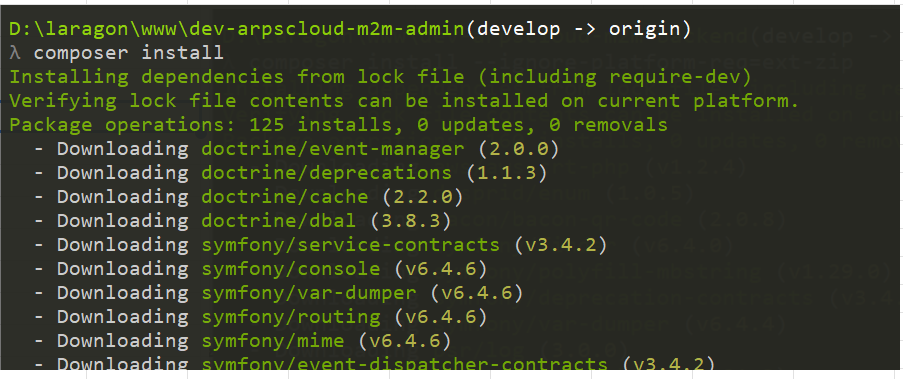 D:\laragon\www\dev-arpscloud-m2m-admin(develop -> origin)
λ composer install
Installing dependencies from lock file (including require-dev)
Verifying lock file contents can be installed on current platform.
Package operations: 125 installs, 0 updates, 0 removals
- Downloading doctrine/event-manager (2.0.0)
- Downloading doctrine/deprecations (1.1.3)
- Downloading doctrine/cache (2.2.0)
- Downloading doctrine/dbal (3.8.3)
- Downloading symfony/service-contracts (v3.4.2)
- Downloading symfony/console (v6.4.6)
- Downloading symfony/var-dumper (v6.4.6)
- Downloading symfony/routing (v6.4.6)
- Downloading symfony/mime (v6.4.6)
- Downloading symfony/event-dispatcher-contracts (v3.4.2)